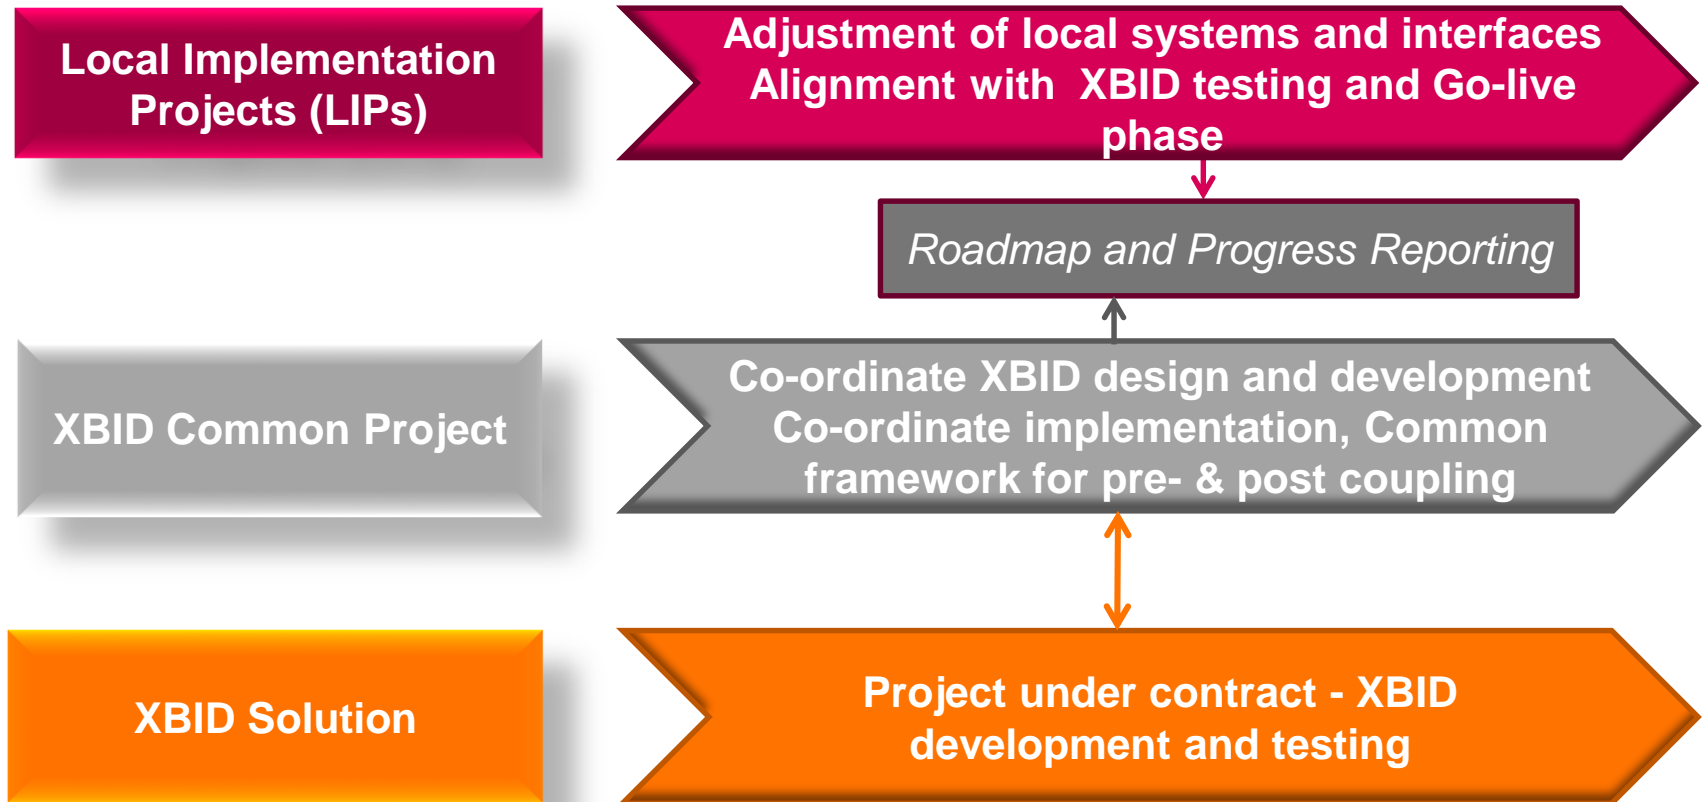 Local Implementation
Projects (LIPs)
Adjustment of local systems and interfaces
Alignment with XBID testing and Go-live
phase
Roadmap and Progress Reporting
XBID Common Project
Co-ordinate XBID design and development
Co-ordinate implementation, Common
framework for pre- & post coupling
XBID Solution
Project under contract - XBID
development and testing